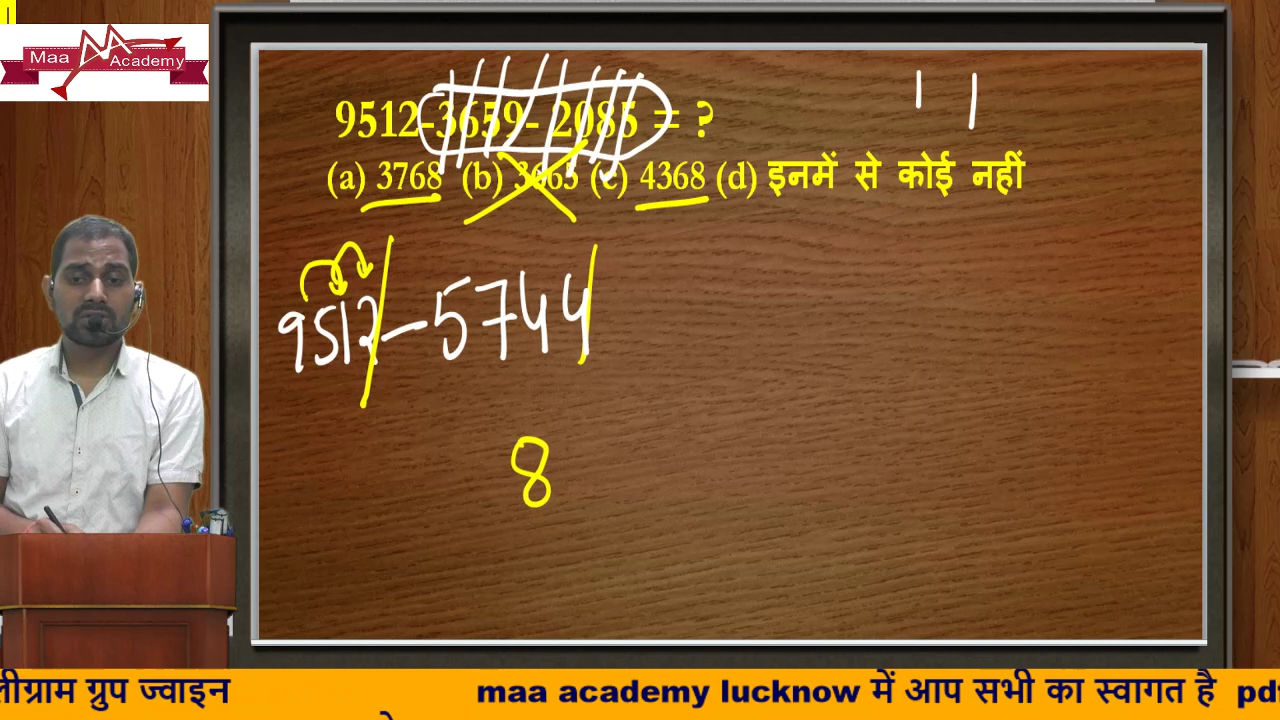 Maa Academy
9512-3659- 2085 = ?
(a) 3768 (b) 3665 (c) 4368 (d) इनमें से कोई नहीं
9512-5744
8
लीग्राम ग्रुप ज्वाइन maa academy lucknow में आप सभी का स्वागत है pd